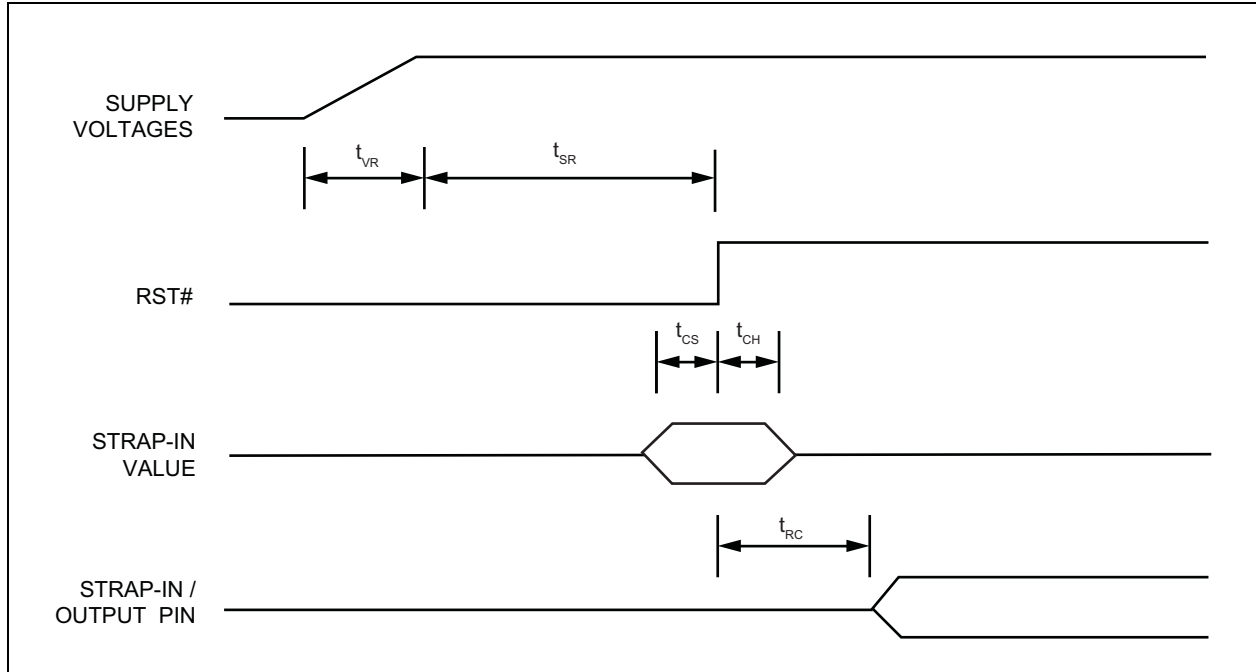 SUPPLY
VOLTAGES
tVR
tSR
RST#
tCS
tCH
STRAP-IN
VALUE
tRC
STRAP-IN /
OUTPUT PIN